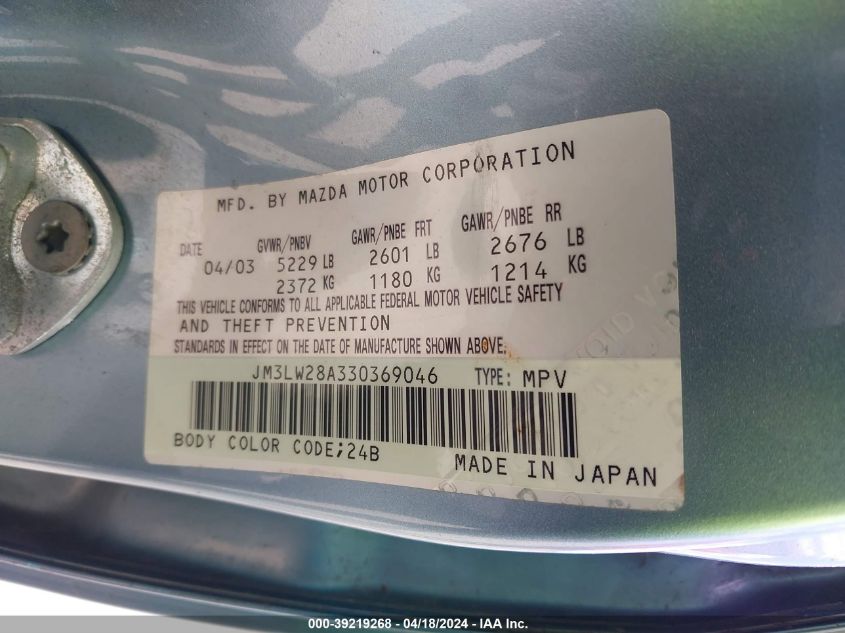 MFD. BY MAZDA MOTOR CORPORATION
DATE GVWR/PNBV GAWR/PNBE FRT GAWR/PNBE RR
04/03 5229 LB 2601 LB 2676 LB
2372 KG 1180 KG 1214 KG
THIS VEHICLE CONFORMS TO ALL APPLICABLE FEDERAL MOTOR VEHICLE SAFETY
AND THEFT PREVENTION
STANDARDS IN EFFECT ON THE DATE OF MANUFACTURE SHOWN ABOVE.
JM3LW28A330369046 TYPE: MPV
BODY COLOR CODE;24B
MADE IN JAPAN
000-39219268 - 04/18/2024 - IAA Inc.